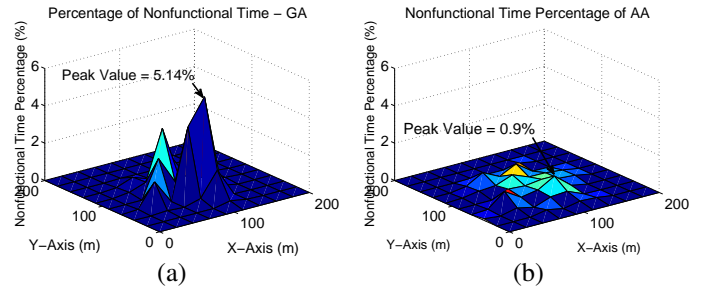 Percentage of Nonfunctional Time − GA
Nonfunctional Time Percentage (%)
6
4
2
0
Peak Value = 5.14%
200
100
0
Y−Axis (m)
0
100
200
X−Axis (m)
(a)
Nonfunctional Time Percentage of AA
Nonfunctional Time Percentage (%)
6
4
2
0
Peak Value = 0.9%
200
100
0
Y−Axis (m)
0
100
200
X−Axis (m)
(b)